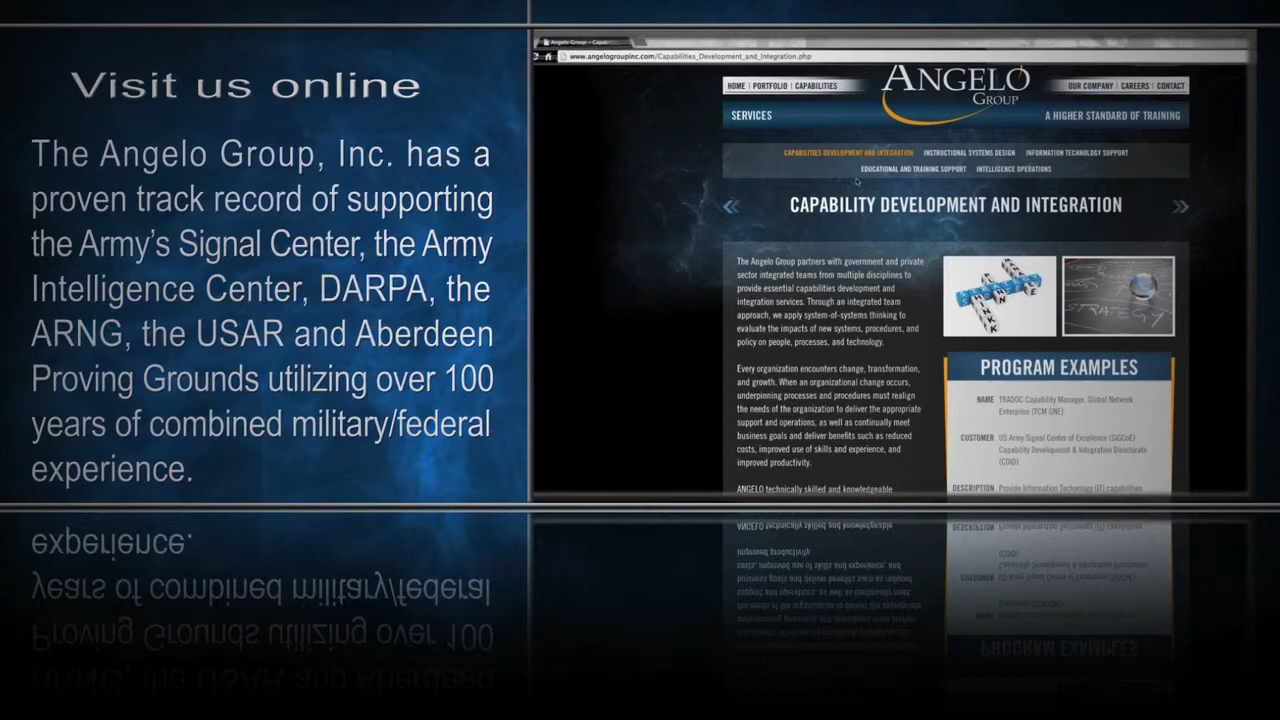 Visit us online
The Angelo Group, Inc. has a
proven track record of supporting
the Army's Signal Center, the Army
Intelligence Center, DARPA, the
ARNG, the USAR and Aberdeen
Proving Grounds utilizing over 100
years of combined military/federal
experience.
Angelo Group - Capa
www.angelogroupinc.com/Capabilities_Development_and_Integration.php
HOME | PORTFOLIO | CAPABILITIES
ANGELO
GROUP
OUR COMPANY | CAREERS | CONTACT
SERVICES
A HIGHER STANDARD OF TRAINING
CAPABILITIES DEVELOPMENT AND INTEGRATION INSTRUCTIONAL SYSTEMS DESIGN INFORMATION TECHNOLOGY SUPPORT
EDUCATIONAL AND TRAINING SUPPORT INTELLIGENCE OPERATIONS
CAPABILITY DEVELOPMENT AND INTEGRATION
The Angelo Group partners with government and private
sector integrated teams from multiple disciplines to
provide essential capabilities development and
integration services. Through an integrated team
approach, we apply system-of-systems thinking to
evaluate the impacts of new systems, procedures, and
policy on people, processes, and technology.
Every organization encounters change, transformation,
and growth. When an organizational change occurs,
underpinning processes and procedures must realign
the needs of the organization to deliver the appropriate
support and operations, as well as continually meet
business goals and deliver benefits such as reduced
costs, improved use of skills and experience, and
improved productivity.
ANGELO technically skilled and knowledgeable
STRATEGY
PROGRAM EXAMPLES
NAME TRADOC Capability Manager, Global Network
Enterprise (TCM GNE)
CUSTOMER US Army Signal Center of Excellence (SIGCoE)
Capability Development & Integration Directorate
(CDID)
DESCRIPTION Provide Information Technology (IT) capabilities